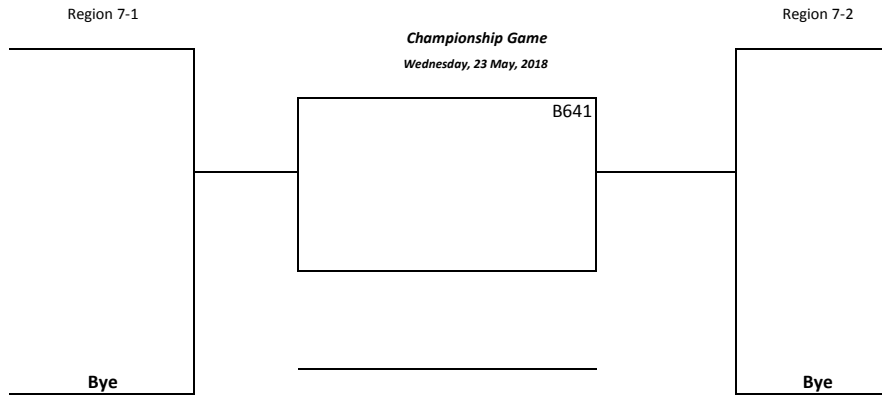 Region 7-1
Region 7-2
Championship Game
Wednesday, 23 May, 2018
B641
Bye
Bye